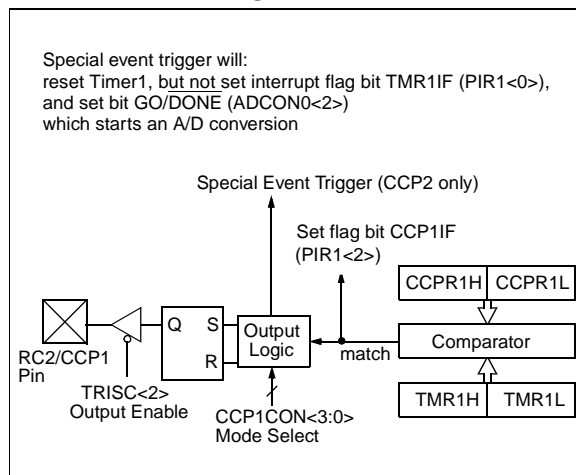 Special event trigger will:
reset Timer1, but not set interrupt flag bit TMR1IF (PIR1<0>),
and set bit GO/DONE (ADCON0<2>)
which starts an A/D conversion
Special Event Trigger (CCP2 only)
Set flag bit CCP1IF
(PIR1<2>)
CCPR1H CCPR1L
Q S
R
Output
Logic
match
Comparator
RC2/CCP1
Pin
TRISC<2>
Output Enable
CCP1CON<3:0>
Mode Select
TMR1H TMR1L